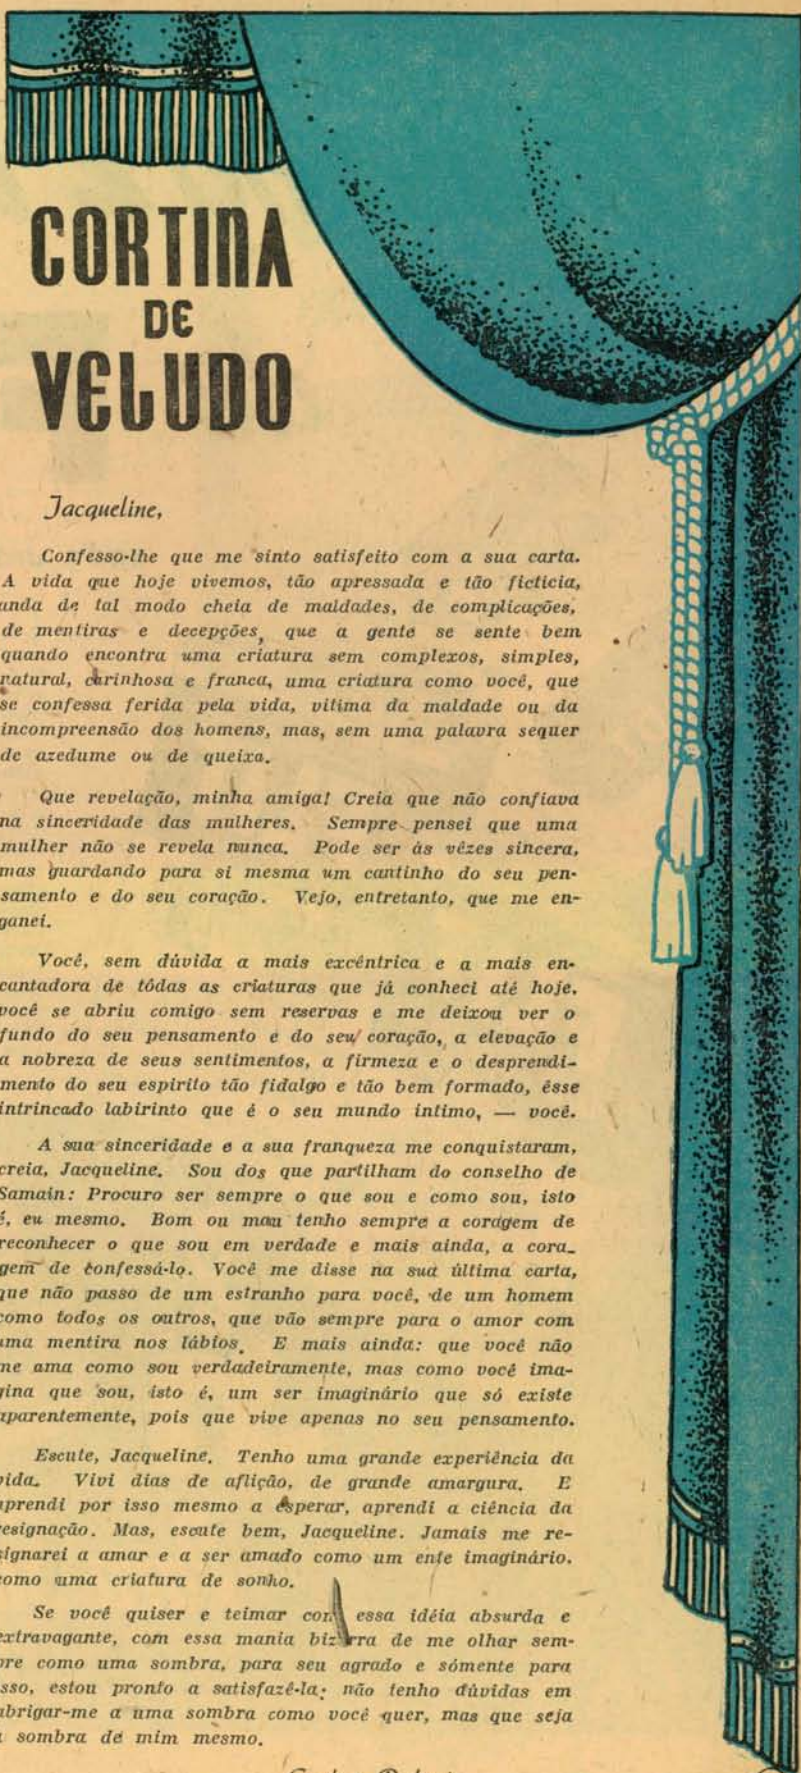 CORTINA
DE
VELUDO
Jacqueline,
Confesso-lhe que me sinto satisfeito com a sua carta.
A vida que hoje vivemos, tão apressada e tão ficticia,
anda de tal modo cheia de maldades, de complicações,
de mentiras e decepções, que a gente se sente bem
quando encontra uma criatura sem complexos, simples,
natural, carinhosa e franca, uma criatura como você, que
se confessa ferida pela vida, vitima da maldade ou da
incompreensão dos homens, mas, sem uma palavra sequer
de azedume ou de queixa.
Que revelação, minha amiga! Creia que não confiava
na sinceridade das mulheres. Sempre pensei que uma
mulher não se revela nunca. Pode ser às vêzes sincera,
mas guardando para si mesma um cantinho do seu pen-
samento e do seu coração. Vejo, entretanto, que me en-
ganei.
Você, sem dúvida a mais excêntrica e a mais en-
cantadora de tôdas as criaturas que já conheci até hoje,
você se abriu comigo sem reservas e me deixou ver o
fundo do seu pensamento e do seu coração, a elevação e
a nobreza de seus sentimentos, a firmeza e o desprendi-
mento do seu espirito tão fidalgo e tão bem formado, êsse
intrincado labirinto que é o seu mundo intimo, — você.
A sua sinceridade e a sua franqueza me conquistaram,
creia, Jacqueline. Sou dos que partilham do conselho de
Samain: Procuro ser sempre o que sou e como sou, isto
é, eu mesmo. Bom ou mau tenho sempre a coragem de
reconhecer o que sou em verdade e mais ainda, a cora-
gem de confessá-lo. Você me disse na sua última carta,
que não passo de um estranho para você, de um homem
como todos os outros, que vão sempre para o amor com
uma mentira nos lábios. E mais ainda: que você não
me ama como sou verdadeiramente, mas como você ima-
gina que sou, isto é, um ser imaginário que só existe
aparentemente, pois que vive apenas no seu pensamento.
Escute, Jacqueline. Tenho uma grande experiência da
vida. Vivi dias de aflição, de grande amargura. E
aprendi por isso mesmo a esperar, aprendi a ciência da
resignação. Mas, escute bem, Jacqueline. Jamais me re-
signarei a amar e a ser amado como um ente imaginário.
como uma criatura de sonho.
Se você quiser e teimar com essa idéia absurda e
extravagante, com essa mania bizarra de me olhar sem-
pre como uma sombra, para seu agrado e sòmente para
isso, estou pronto a satisfazê-la; não tenho dúvidas em
abrigar-me a uma sombra como você quer, mas que seja
a sombra de mim mesmo.